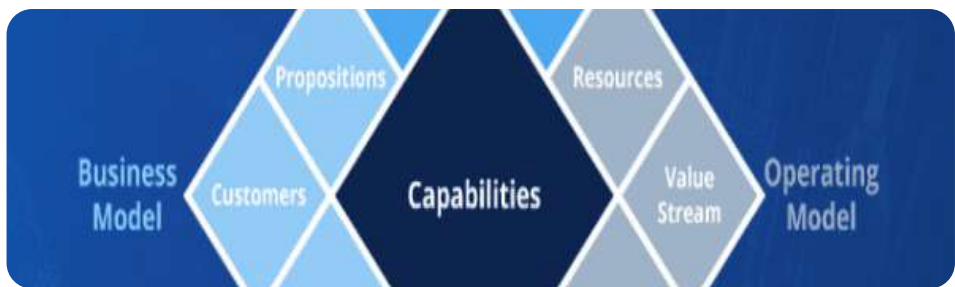 Propositions
Resources
Business
Model
Customers
Capabilities
Value
Stream
Operating
Model